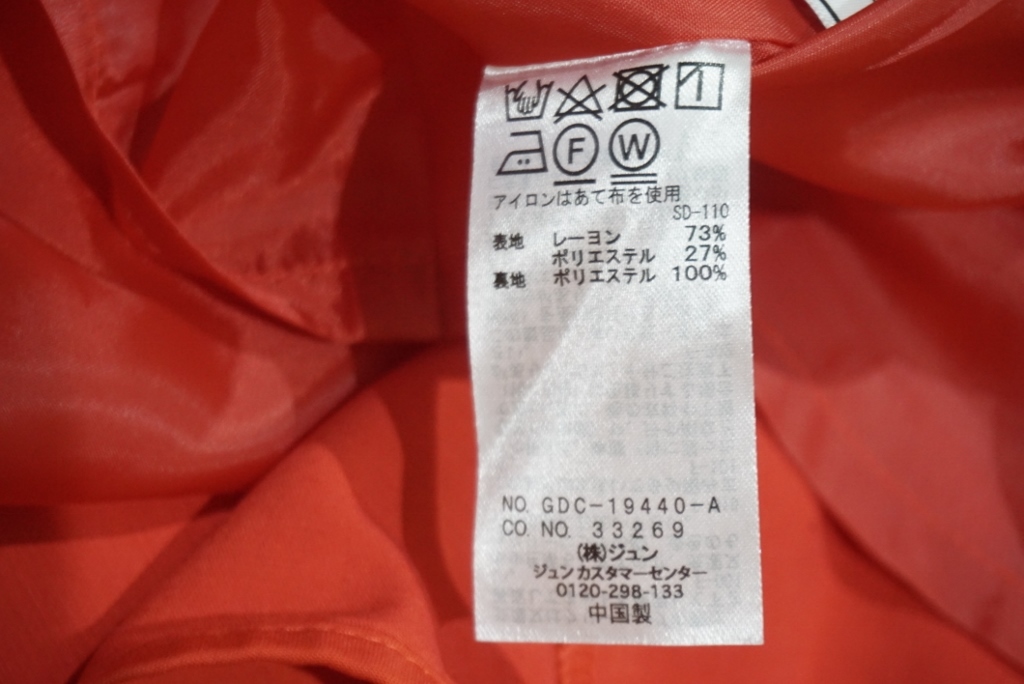 F W
アイロンはあて布を使用
SD-110
表地 レーヨン 73%
ポリエステル 27%
裏地 ポリエステル 100%
NO. GDC-19440-A
CO. NO. 33269
(株)ジュン
ジュンカスタマーセンター
0120-298-133
中国製